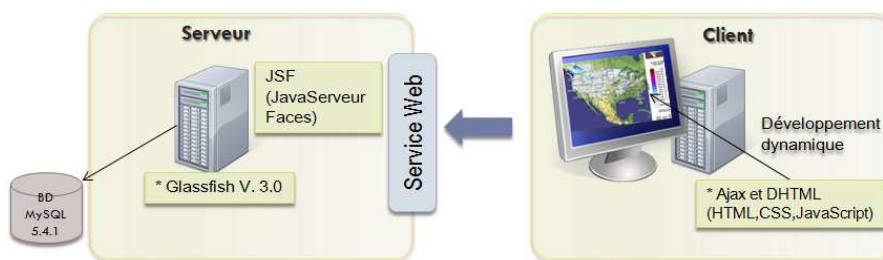 Serveur
JSF
(JavaServeur
Faces)
* Glassfish V. 3.0
BD
MySQL
5.4.1
Service Web
Client
Développement
dynamique
* Ajax et DHTML
(HTML,CSS,JavaScript)